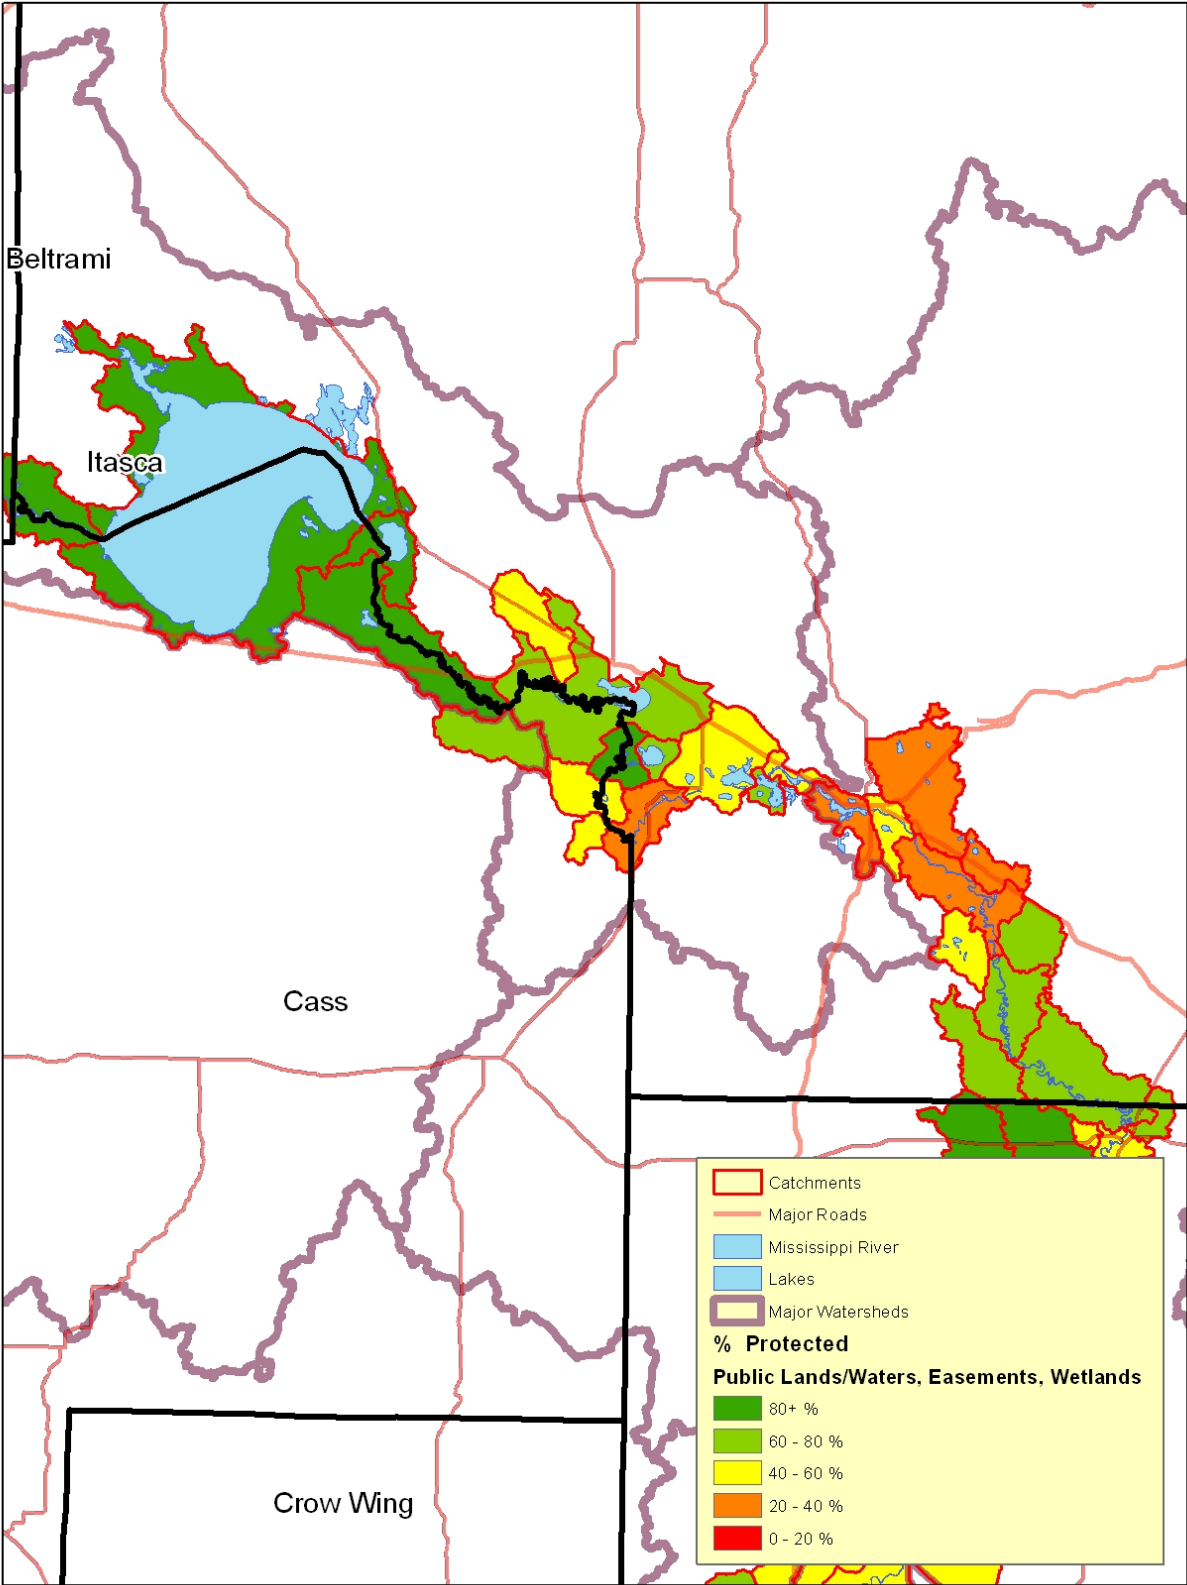 Beltrami
Itasca
Cass
Crow Wing
Catchments
Major Roads
Mississippi River
Lakes
Major Watersheds
% Protected
Public Lands/Waters, Easements, Wetlands
80+ %
60 - 80 %
40 - 60 %
20 - 40 %
0 - 20 %